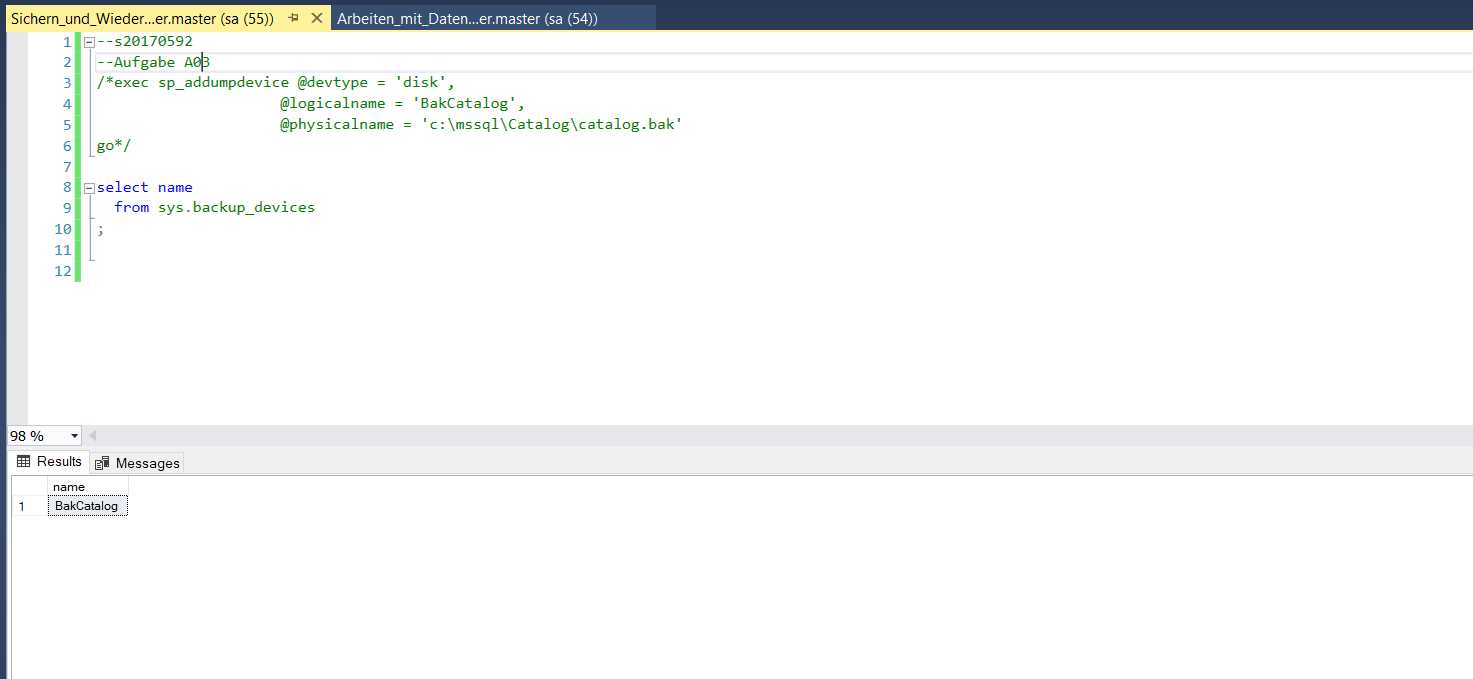 Sichern_und_Wieder...er.master (sa (55)) Arbeiten_mit_Daten...er.master (sa (54))
1 --s20170592
2 --Aufgabe A03
3 /*exec sp_addumpdevice @devtype = 'disk',
4 @logicalname = 'BakCatalog',
5 @physicalname = 'c:\mssql\Catalog\catalog.bak'
6 go*/
7
8 select name
9 from sys.backup_devices
10 ;
11
12
98 %
Results Messages
name
1 BakCatalog